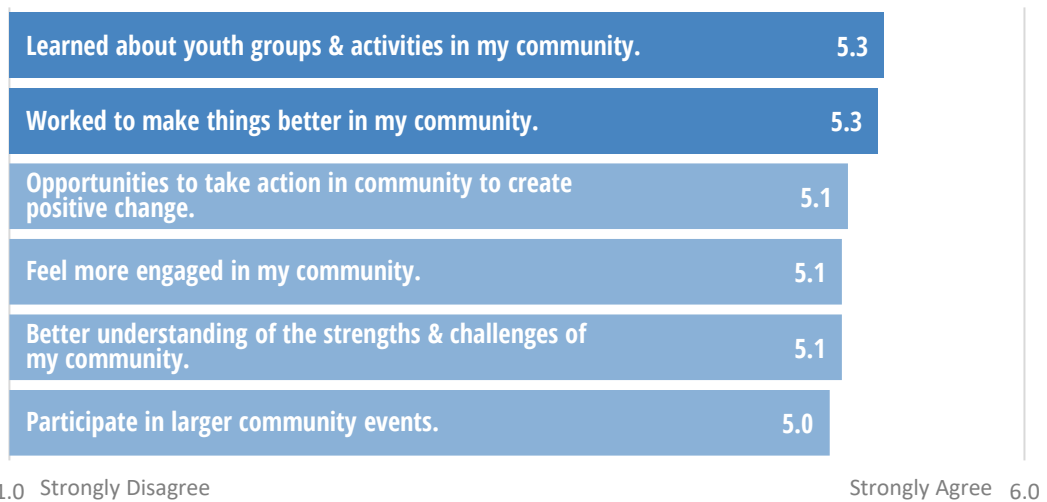 Learned about youth groups & activities in my community.
5.3
Worked to make things better in my community.
5.3
Opportunities to take action in community to create
positive change.
5.1
Feel more engaged in my community.
5.1
Better understanding of the strengths & challenges of
my community.
5.1
Participate in larger community events.
5.0
1.0 Strongly Disagree
Strongly Agree 6.0